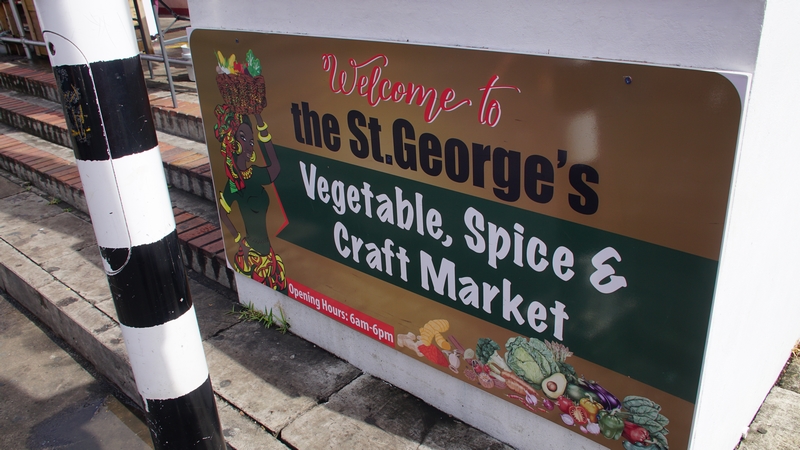 Welcome to
the St.George's
Vegetable, Spice &
Craft Market
Opening Hours: 6am-6pm